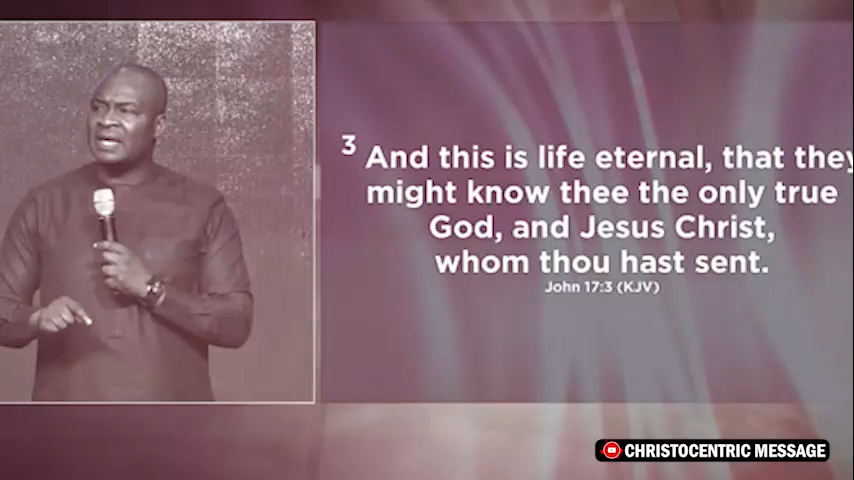 3 And this is life eternal, that they
might know thee the only true
God, and Jesus Christ,
whom thou hast sent.
John 17:3 (KJV)
CHRISTOCENTRIC MESSAGE